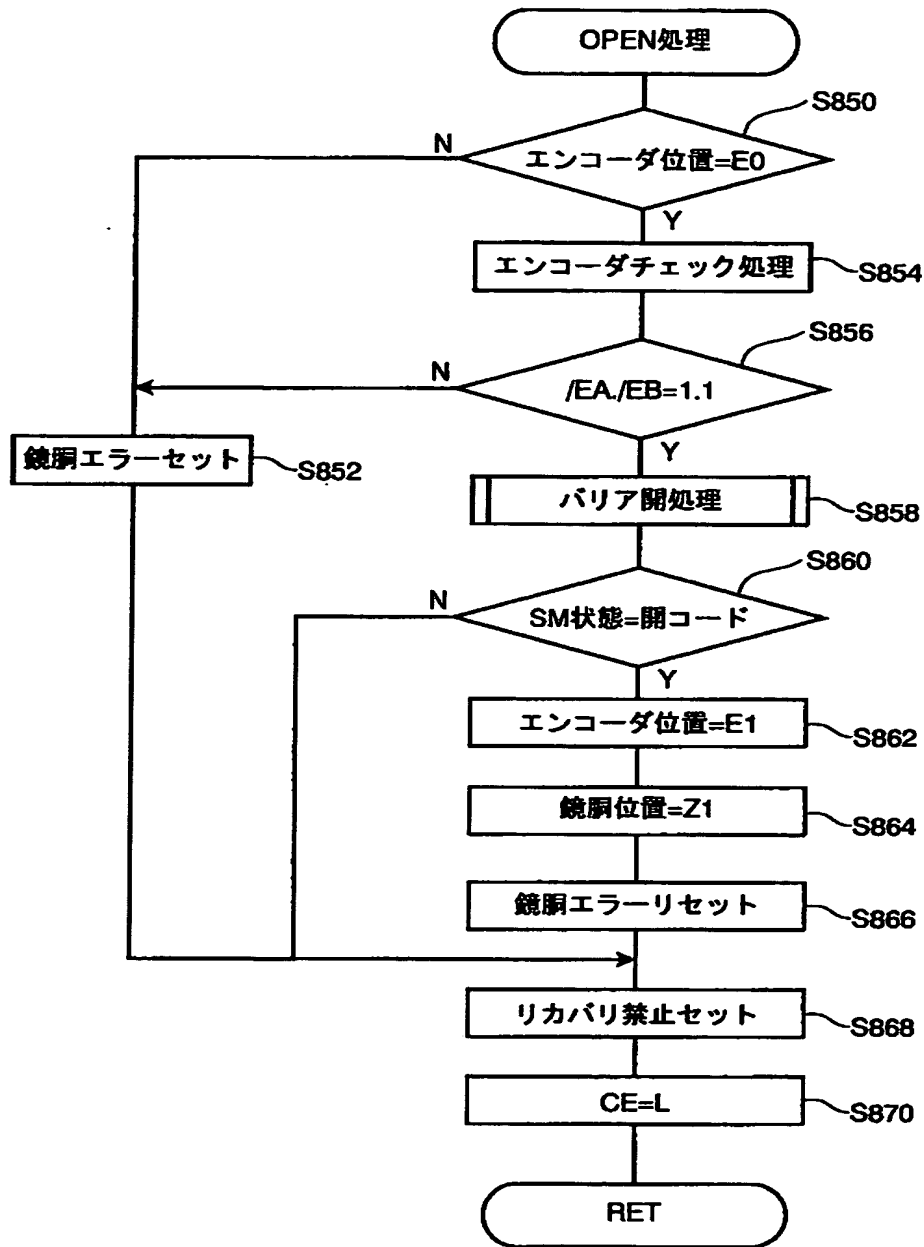 OPEN処理
S850
N
エンコーダ位置=E0
Y
エンコーダチェック処理
S854
S856
N
/EA./EB=1.1
Y
鏡胴エラーセット
S852
バリア開処理
S858
S860
N
SM状態=開コード
Y
エンコーダ位置=E1
S862
鏡胴位置=Z1
S864
鏡胴エラーリセット
S866
リカバリ禁止セット
S868
CE=L
S870
RET